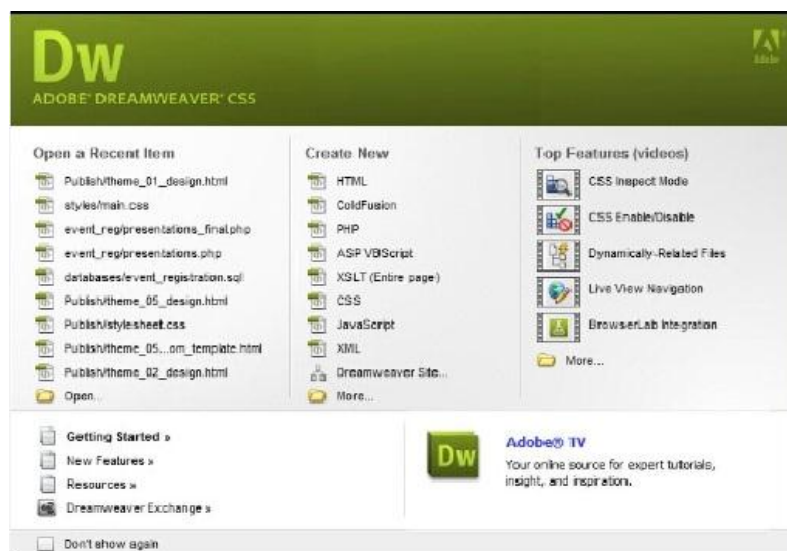 Dw
Adobe
ADOBE® DREAMWEAVER® CS5
Open a Recent Item
Publish/theme_01_design.html
styles/main.css
event_reg/presentations_final.php
event_reg/presentations.php
databases/event_registration.sql
Publish/theme_05_design.html
Publish/stylesheet.css
Publish/theme_05...om_template.html
Publish/theme_02_design.html
Open...
Create New
HTML
ColdFusion
PHP
ASP VBScript
XSLT (Entire page)
CSS
JavaScript
XML
Dreamweaver Site...
More...
Top Features (videos)
CSS Inspect Mode
CSS Enable/Disable
Dynamically-Related Files
Live View Navigation
BrowserLab Integration
More...
Getting Started »
New Features »
Resources »
Dreamweaver Exchange »
Dw
Adobe® TV
Your online source for expert tutorials,
insight, and inspiration.
Don't show again